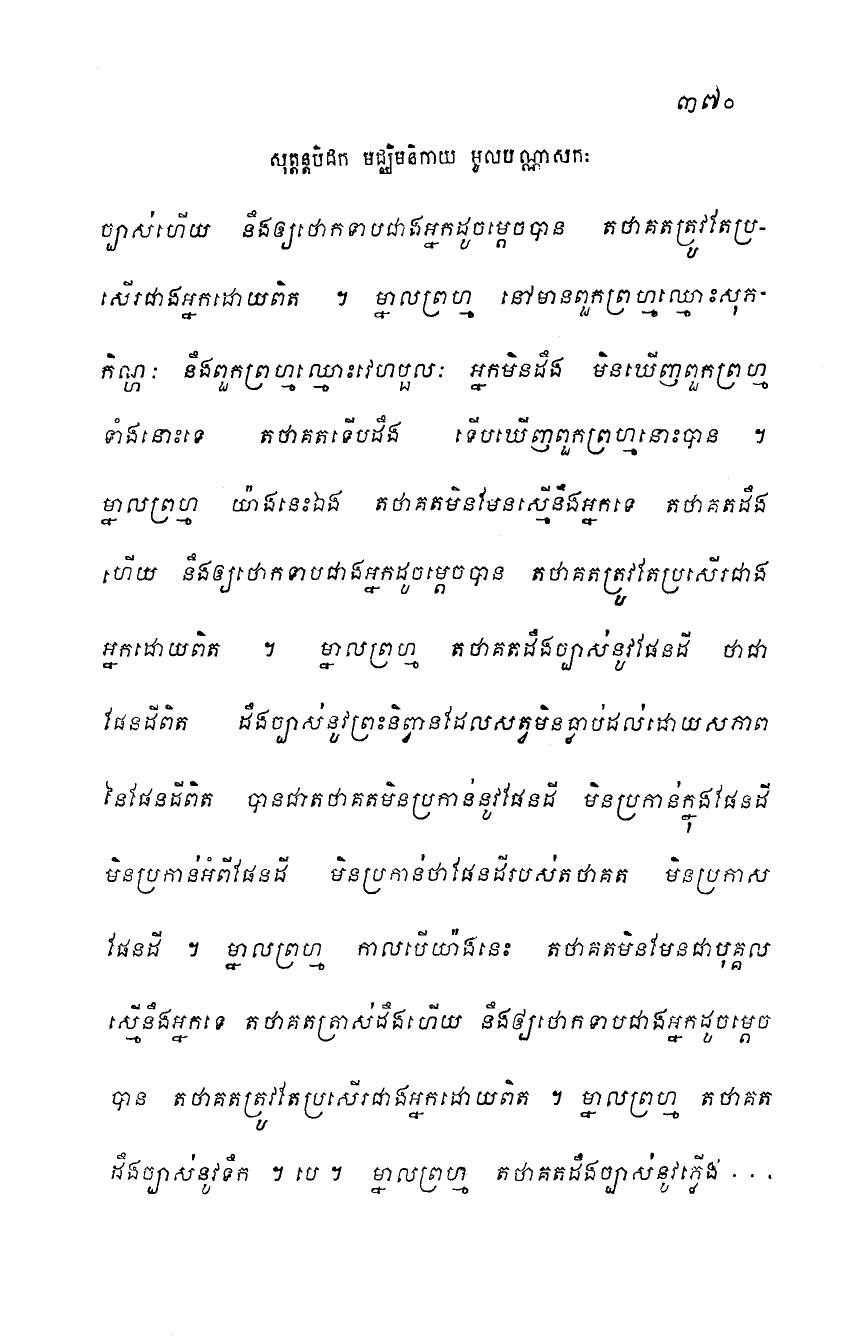 ៣៧០
សុត្តន្តបិដក មជ្ឈិមនិកាយ មូលបណ្ណាសកៈ
ច្បាស់ហើយ នឹងឲ្យថោកទាបជាងអ្នកដូចម្តេចបាន តថាគតត្រូវតែប្រ-
សើរជាងអ្នកដោយពិត ។ ម្នាលព្រហ្ម នៅមានពួកព្រហ្មឈ្មោះសុភ-
កិណ្ហៈ នឹងពួកព្រហ្មឈ្មោះវេហប្ផលៈ អ្នកមិនដឹង មិនឃើញពួកព្រហ្ម
ទាំងនោះទេ តថាគតទើបដឹង ទើបឃើញពួកព្រហ្មនោះបាន ។
ម្នាលព្រហ្ម យ៉ាងនេះឯង តថាគតមិនមែនស្មើនឹងអ្នកទេ តថាគតដឹង
ហើយ នឹងឲ្យថោកទាបជាងអ្នកដូចម្តេចបាន តថាគតត្រូវតែប្រសើរជាង
អ្នកដោយពិត ។ ម្នាលព្រហ្ម តថាគតដឹងច្បាស់នូវផែនដី ថាជា
ផែនដីពិត ដឹងច្បាស់នូវព្រះនិព្វានដែលសត្វមិនធ្លាប់ដល់ដោយសភាព
នៃផែនដីពិត បានជាតថាគតមិនប្រកាន់នូវផែនដី មិនប្រកាន់ក្នុងផែនដី
មិនប្រកាន់អំពីផែនដី មិនប្រកាន់ថាផែនដីរបស់តថាគត មិនប្រកាស
ផែនដី ។ ម្នាលព្រហ្ម កាលបើយ៉ាងនេះ តថាគតមិនមែនជាបុគ្គល
ស្មើនឹងអ្នកទេ តថាគតត្រាស់ដឹងហើយ នឹងឲ្យថោកទាបជាងអ្នកដូចម្តេច
បាន តថាគតត្រូវតែប្រសើរជាងអ្នកដោយពិត ។ ម្នាលព្រហ្ម តថាគត
ដឹងច្បាស់នូវទឹក ។ បេ ។ ម្នាលព្រហ្ម តថាគតដឹងច្បាស់នូវភ្លើង . . .